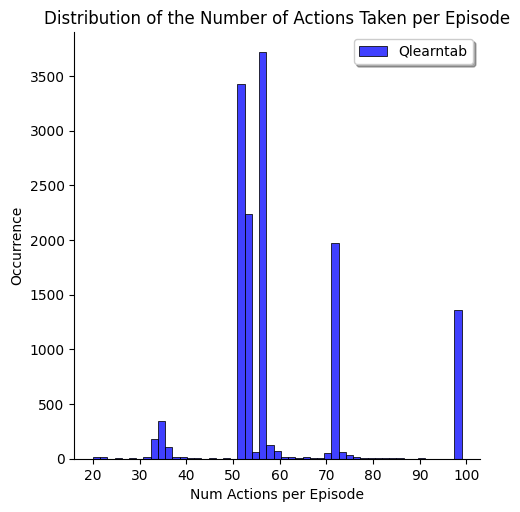 Distribution of the Number of Actions Taken per Episode
Qlearntab
3500
3000
2500
2000
1500
1000
500
0
Occurrence
20 30 40 50 60 70 80 90 100
Num Actions per Episode